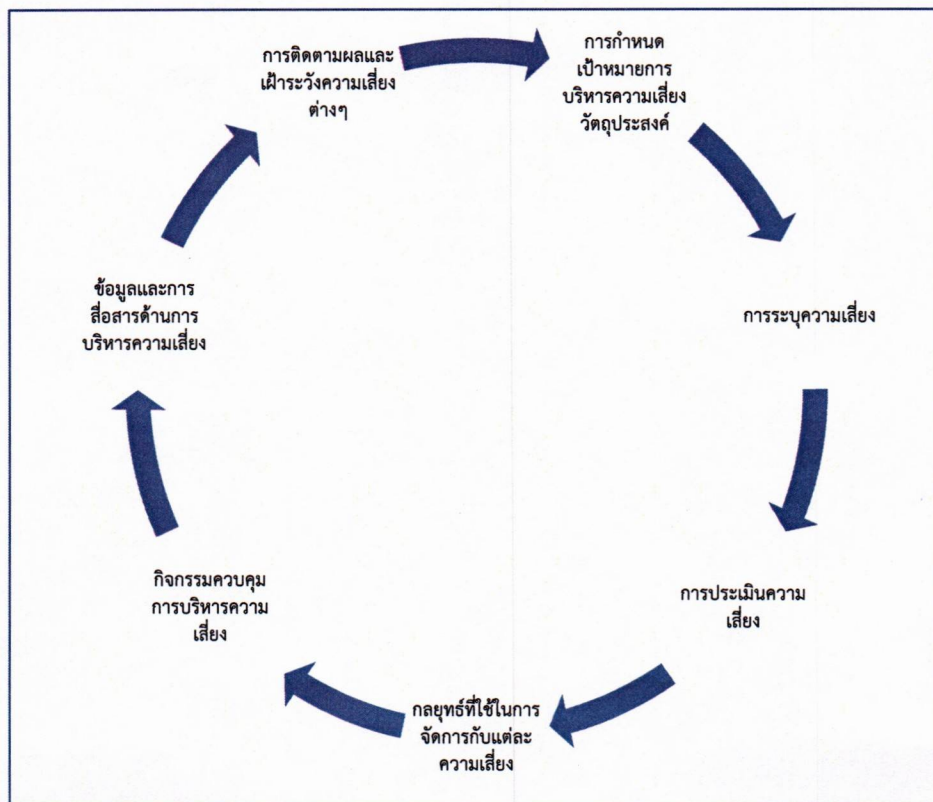 การติดตามผลและ
เฝ้าระวังความเสี่ยง
ต่างๆ
การกำหนด
เป้าหมายการ
บริหารความเสี่ยง
วัตถุประสงค์
การระบุความเสี่ยง
การประเมินความ
เสี่ยง
กลยุทธ์ที่ใช้ในการ
จัดการกับแต่ละ
ความเสี่ยง
กิจกรรมควบคุม
การบริหารความ
เสี่ยง
ข้อมูลและการ
สื่อสารด้านการ
บริหารความเสี่ยง